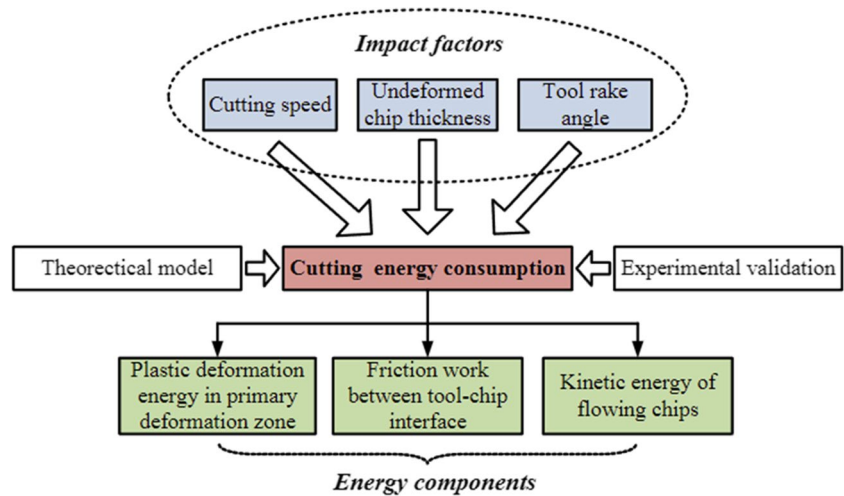 Impact factors
Cutting speed
Undeformed
chip thickness
Tool rake
angle
Theorectical model
Cutting energy consumption
Experimental validation
Plastic deformation
energy in primary
deformation zone
Friction work
between tool-chip
interface
Kinetic energy of
flowing chips
Energy components